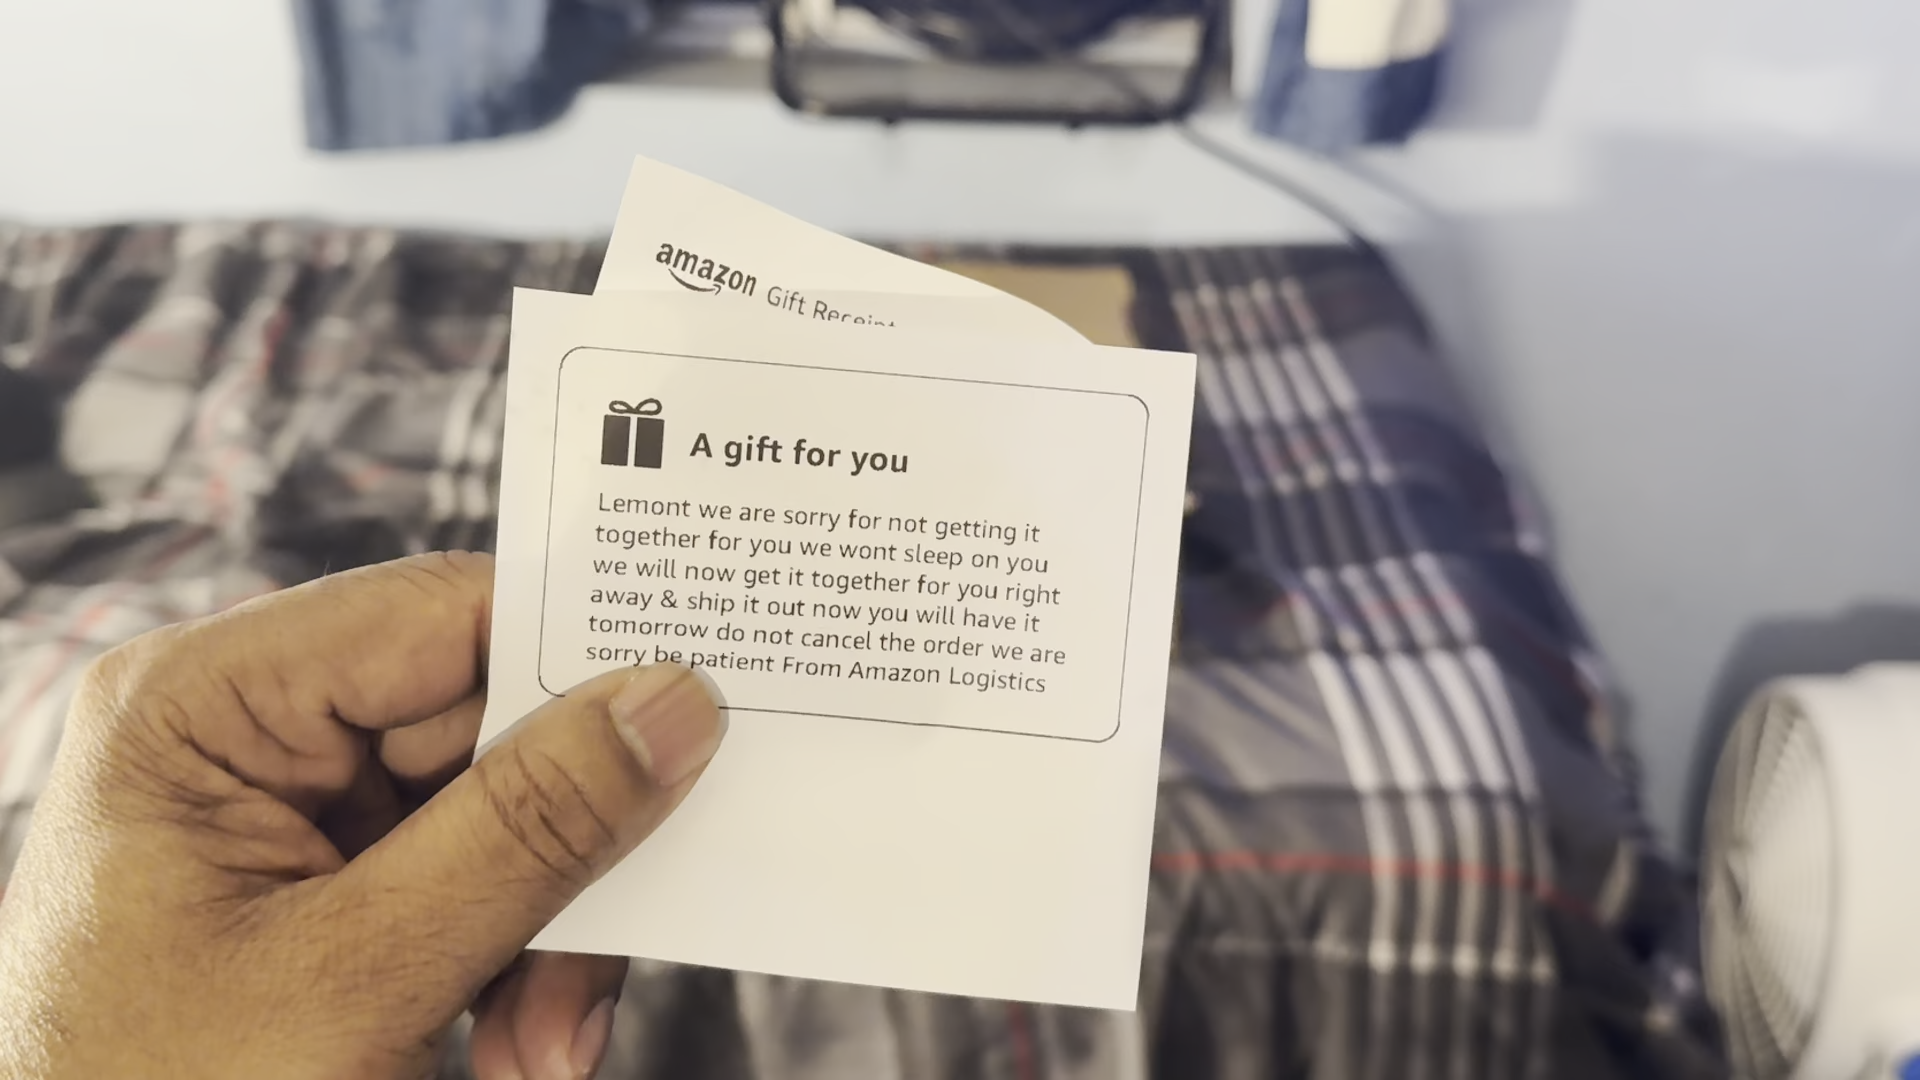 amazon Gift Receipt
A gift for you
Lemont we are sorry for not getting it
together for you we wont sleep on you
we will now get it together for you right
away & ship it out now you will have it
tomorrow do not cancel the order we are
sorry be patient From Amazon Logistics